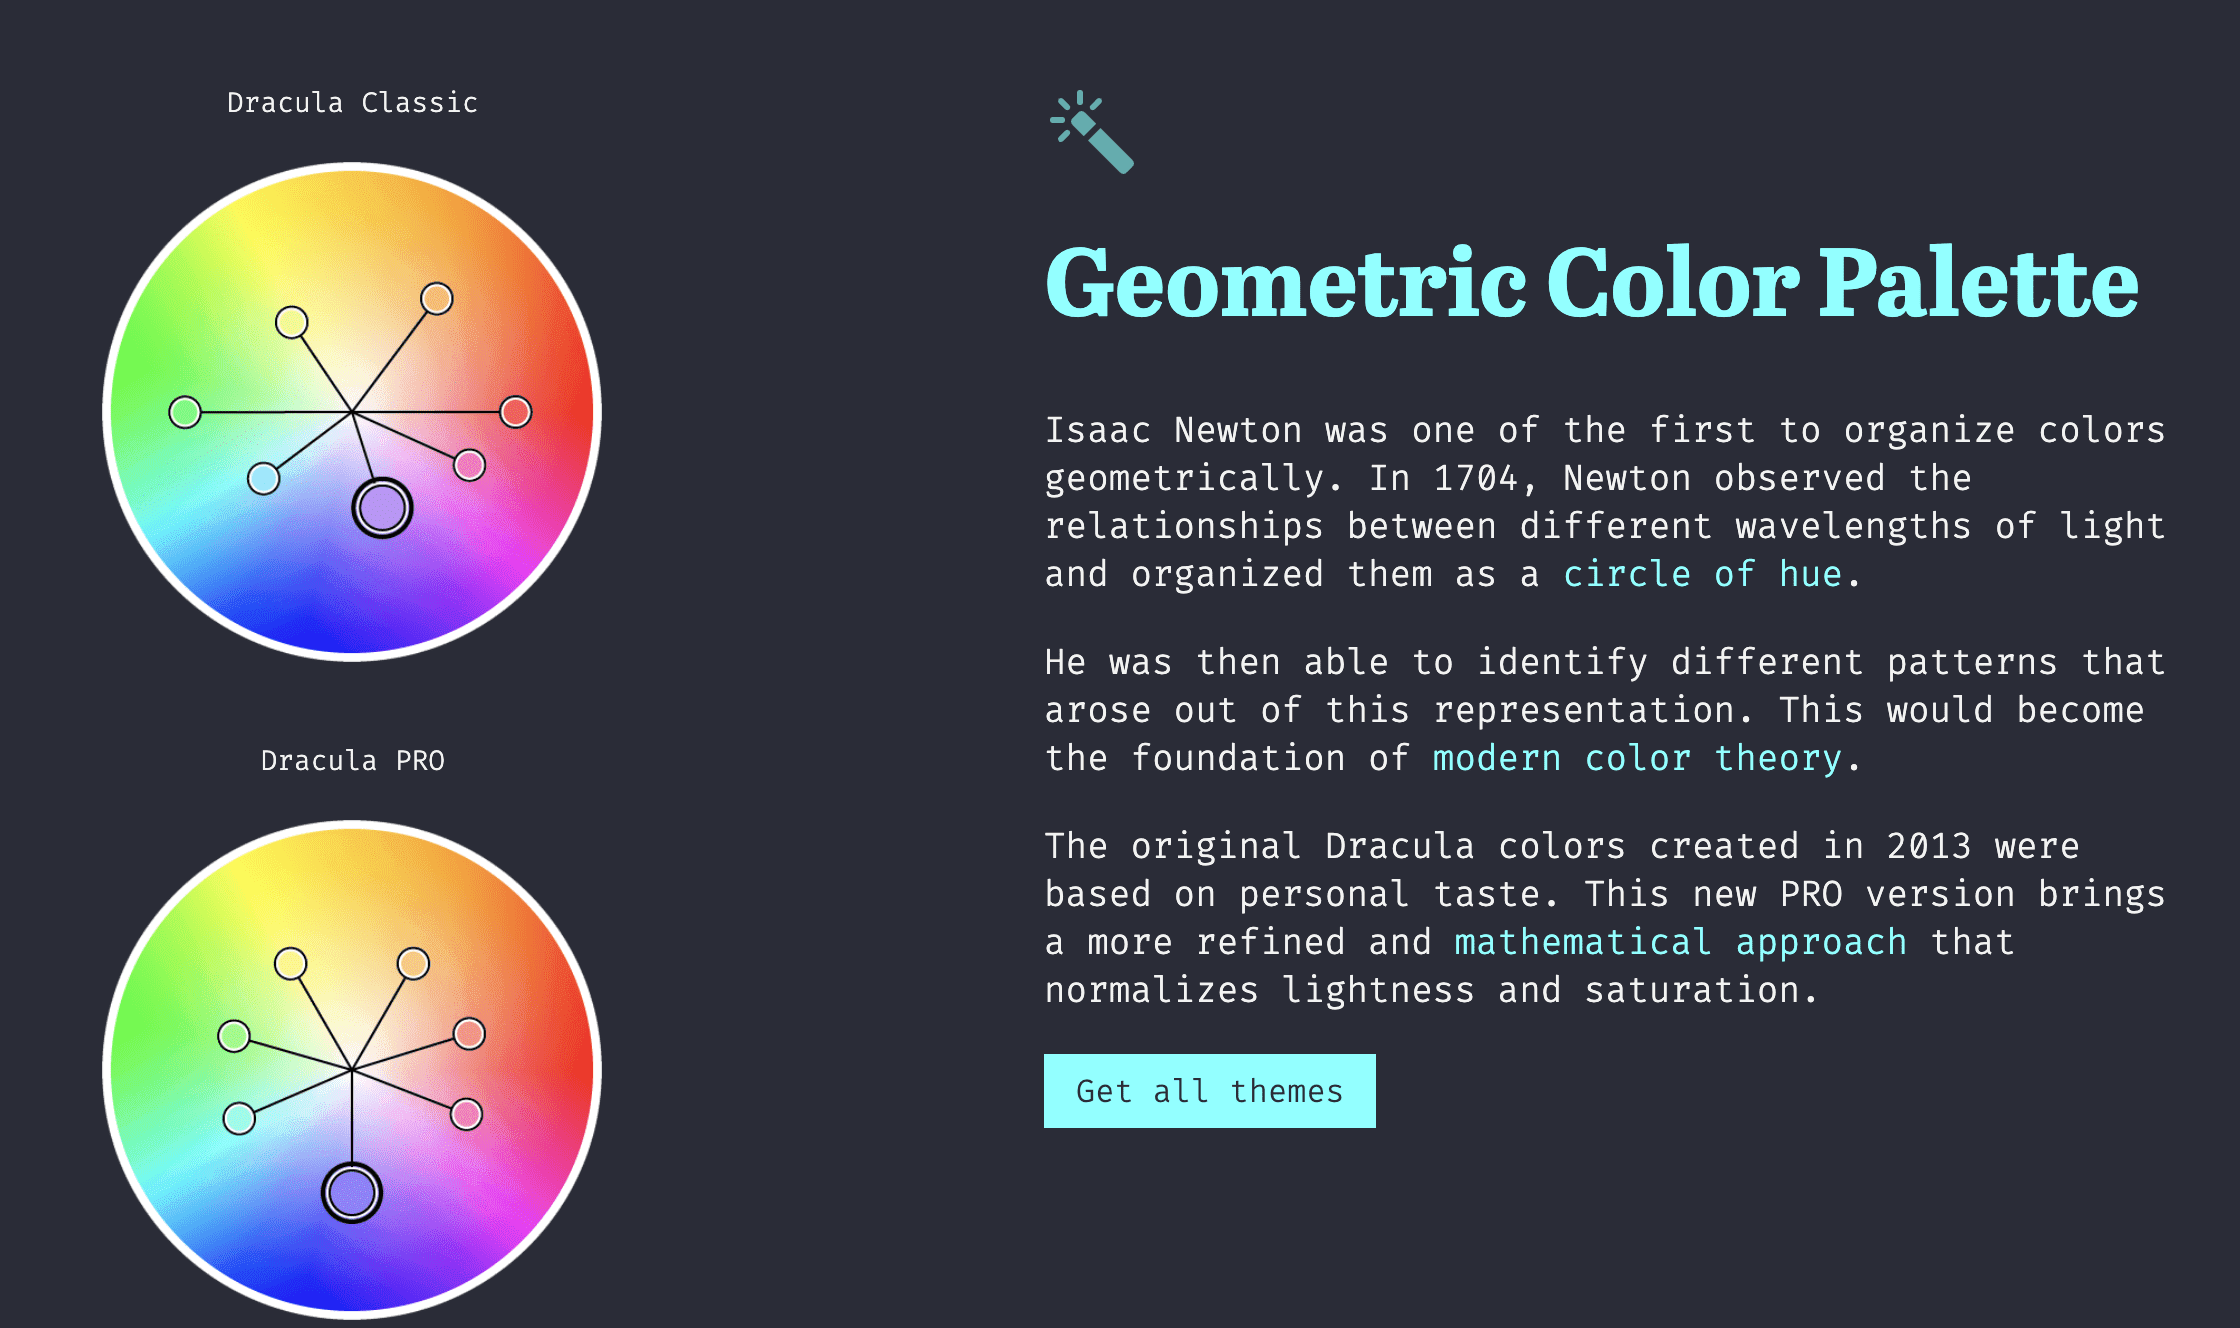 Dracula Classic
Dracula PRO
Geometric Color Palette
Isaac Newton was one of the first to organize colors
geometrically. In 1704, Newton observed the
relationships between different wavelengths of light
and organized them as a circle of hue.
He was then able to identify different patterns that
arose out of this representation. This would become
the foundation of modern color theory.
The original Dracula colors created in 2013 were
based on personal taste. This new PRO version brings
a more refined and mathematical approach that
normalizes lightness and saturation.
Get all themes